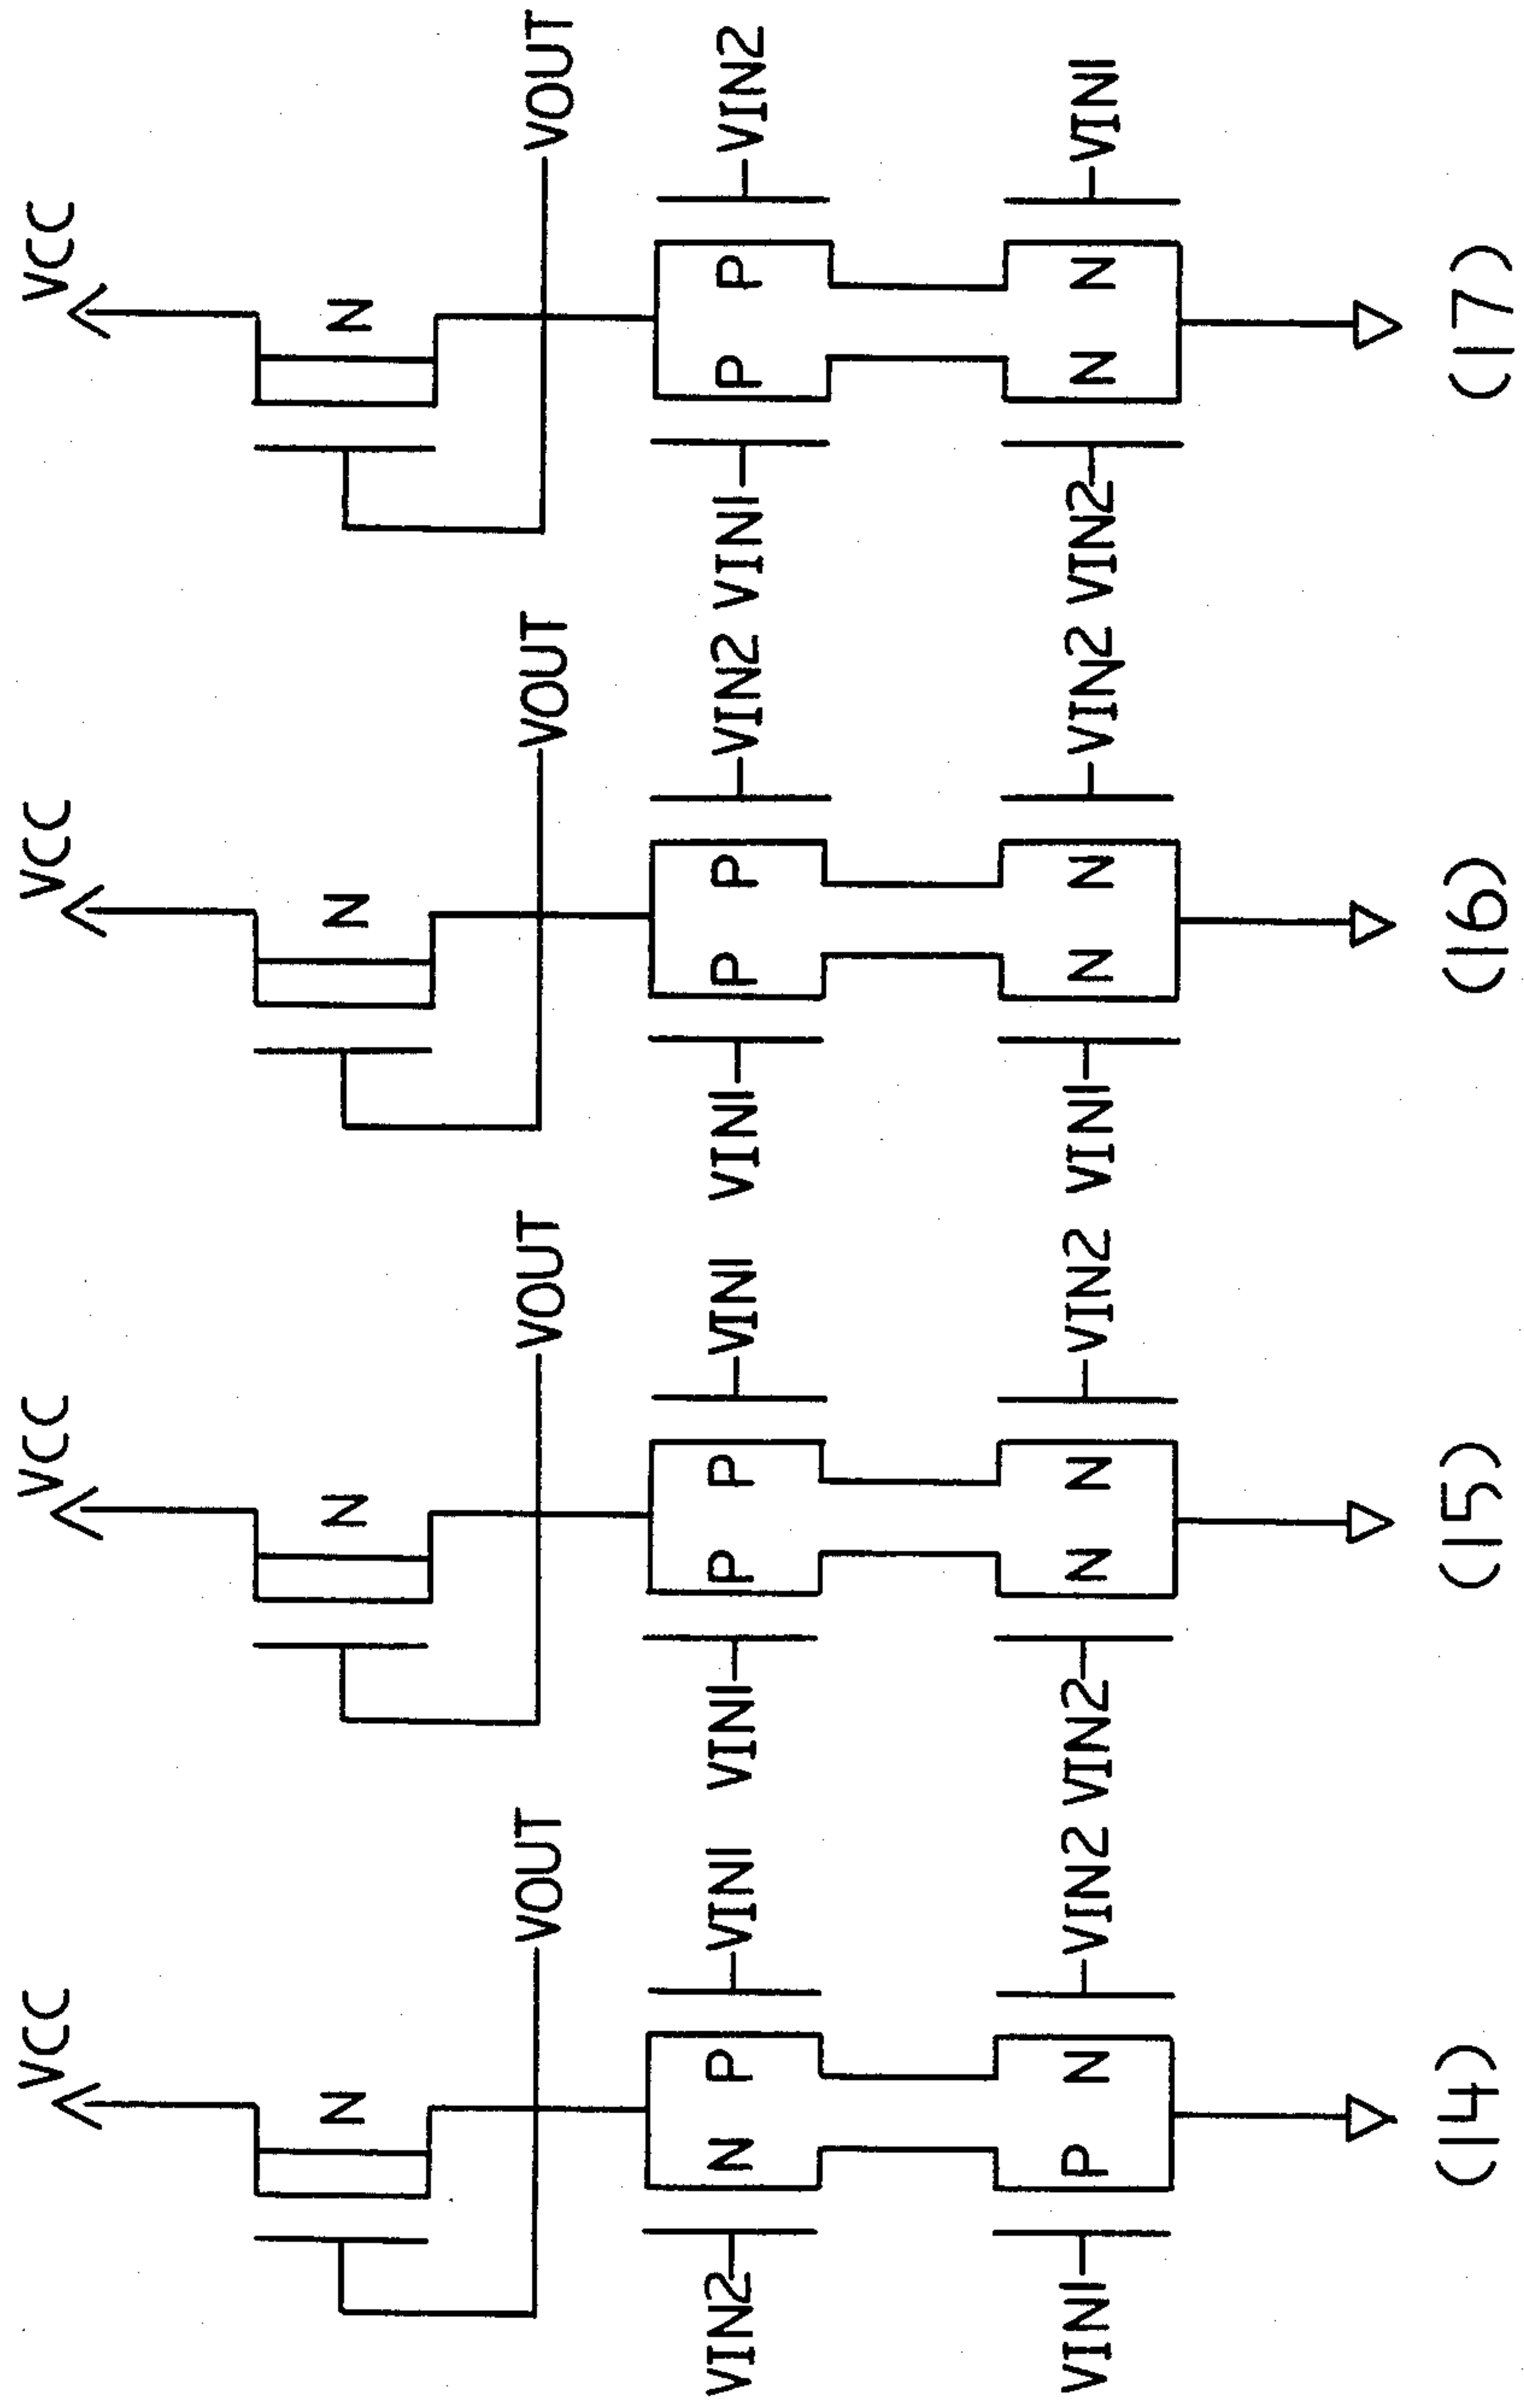 VCC VCC VCC VCC
N N N N
VOUT VOUT VOUT VOUT
VIN2 N P VIN1 VIN1 P P VIN1 VIN1 P P VIN2 VIN1 P P VIN2
VIN1 P N VIN2 VIN2 N N VIN2 VIN1 N N VIN2 VIN2 N N VIN1
(14) (15) (16) (17)